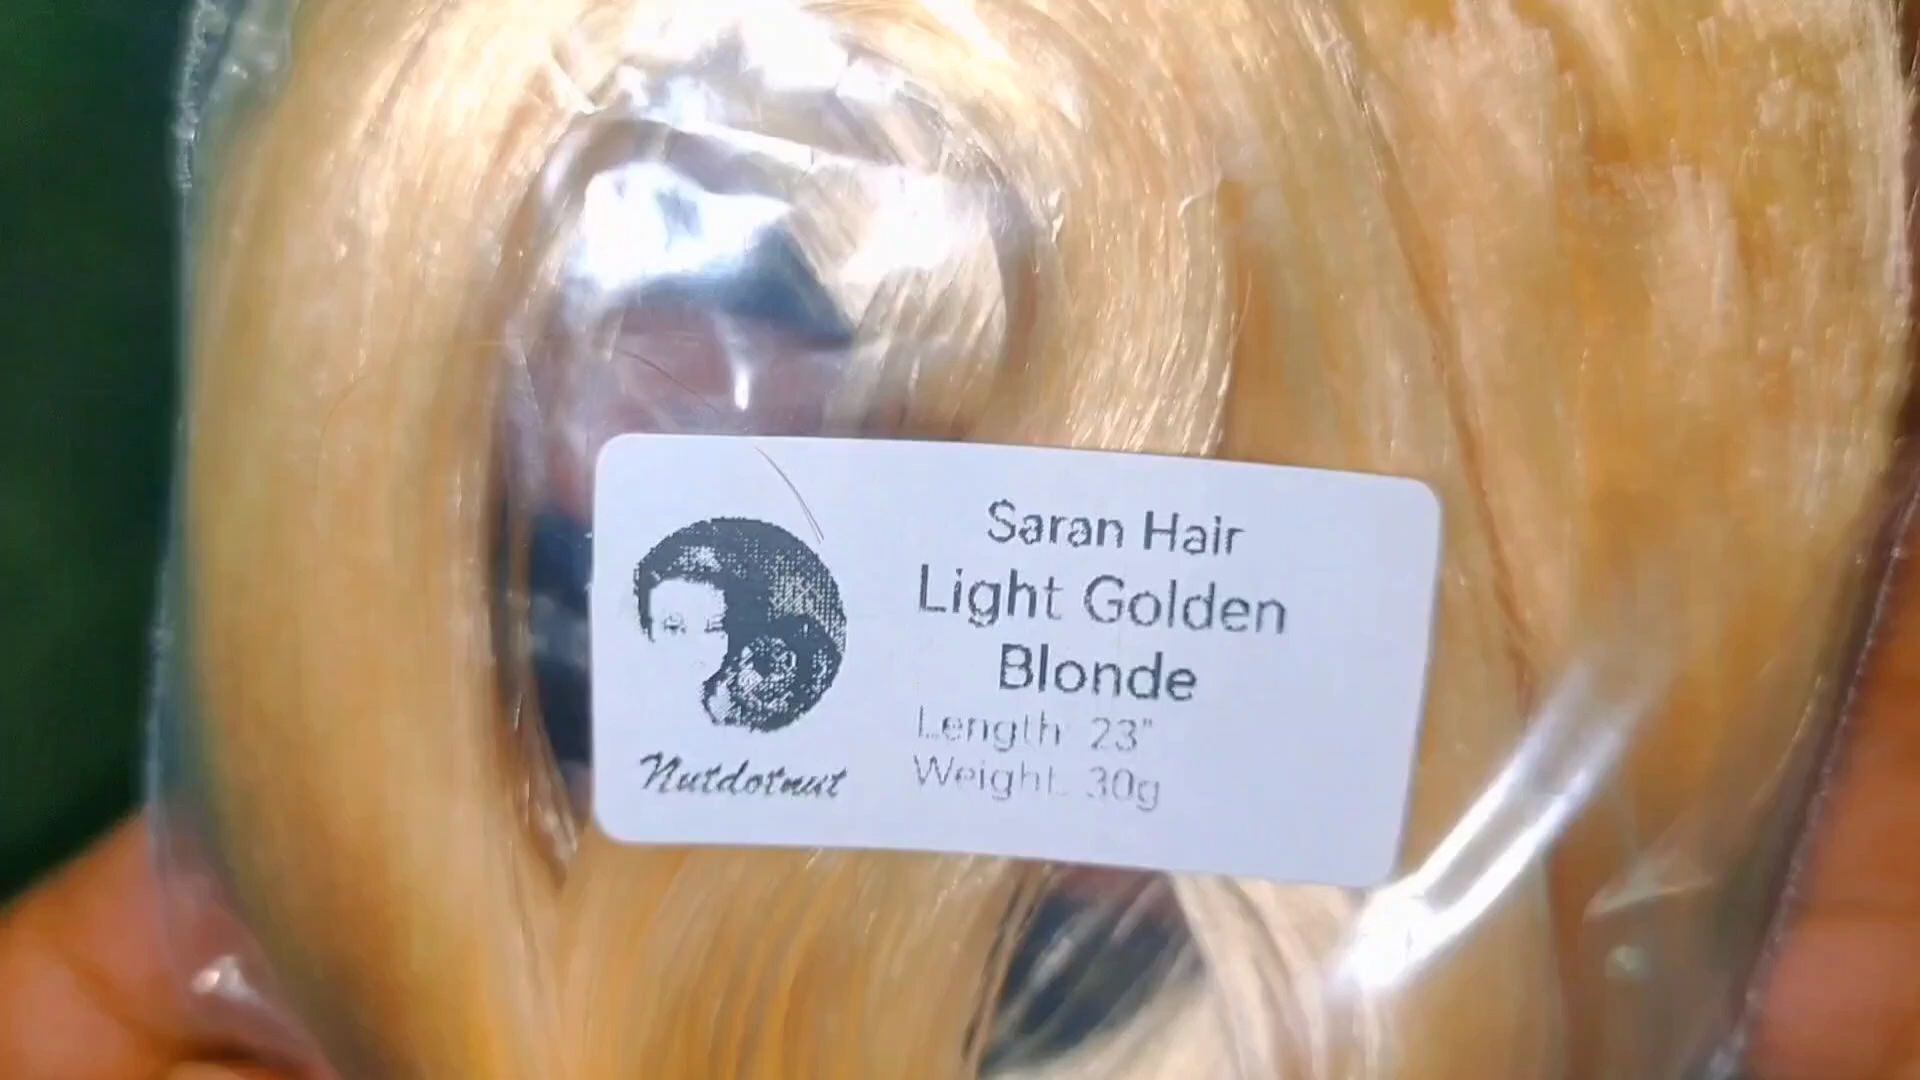 Saran Hair
Light Golden
Blonde
Length: 23"
Weight: 30g
Nutdotnut